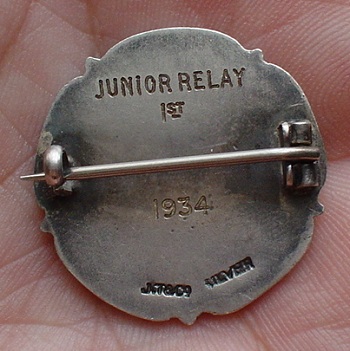 JUNIOR RELAY
1ST
1934
SILVER